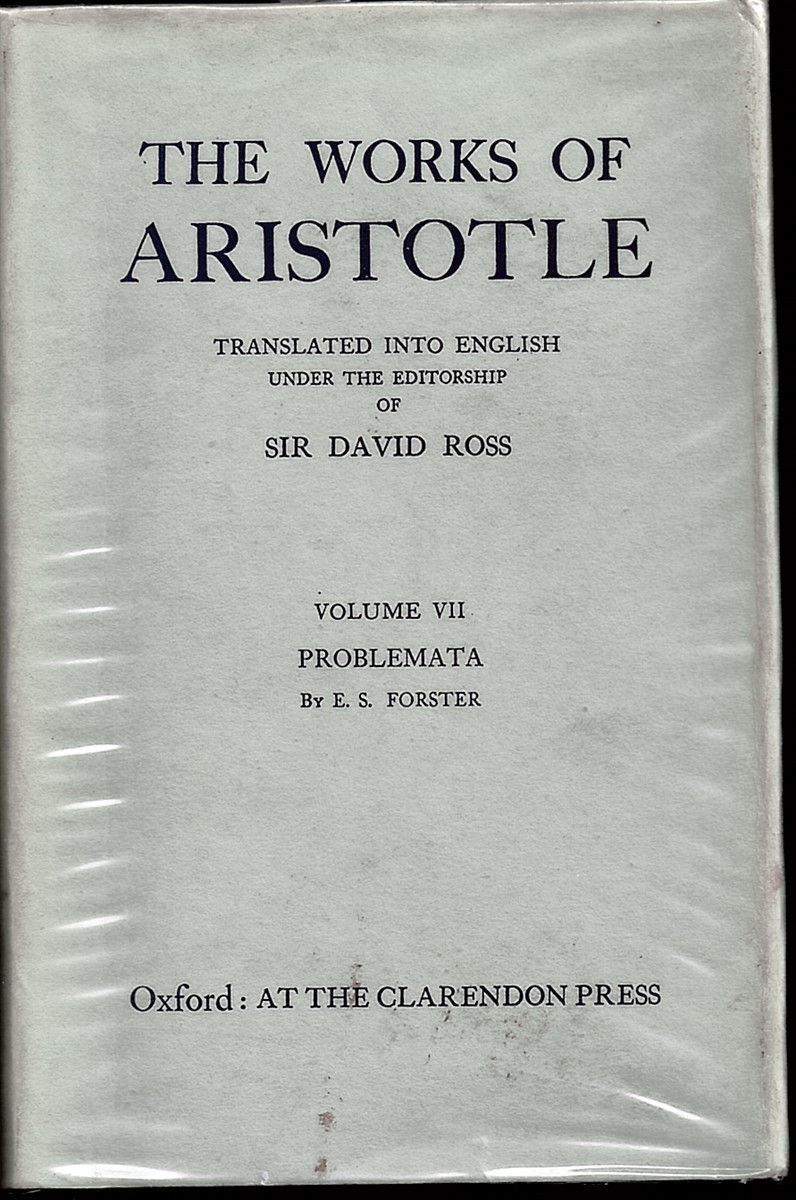 THE WORKS OF
ARISTOTLE
TRANSLATED INTO ENGLISH
UNDER THE EDITORSHIP
OF
SIR DAVID ROSS
VOLUME VII
PROBLEMATA
By E. S. FORSTER
Oxford: AT THE CLARENDON PRESS